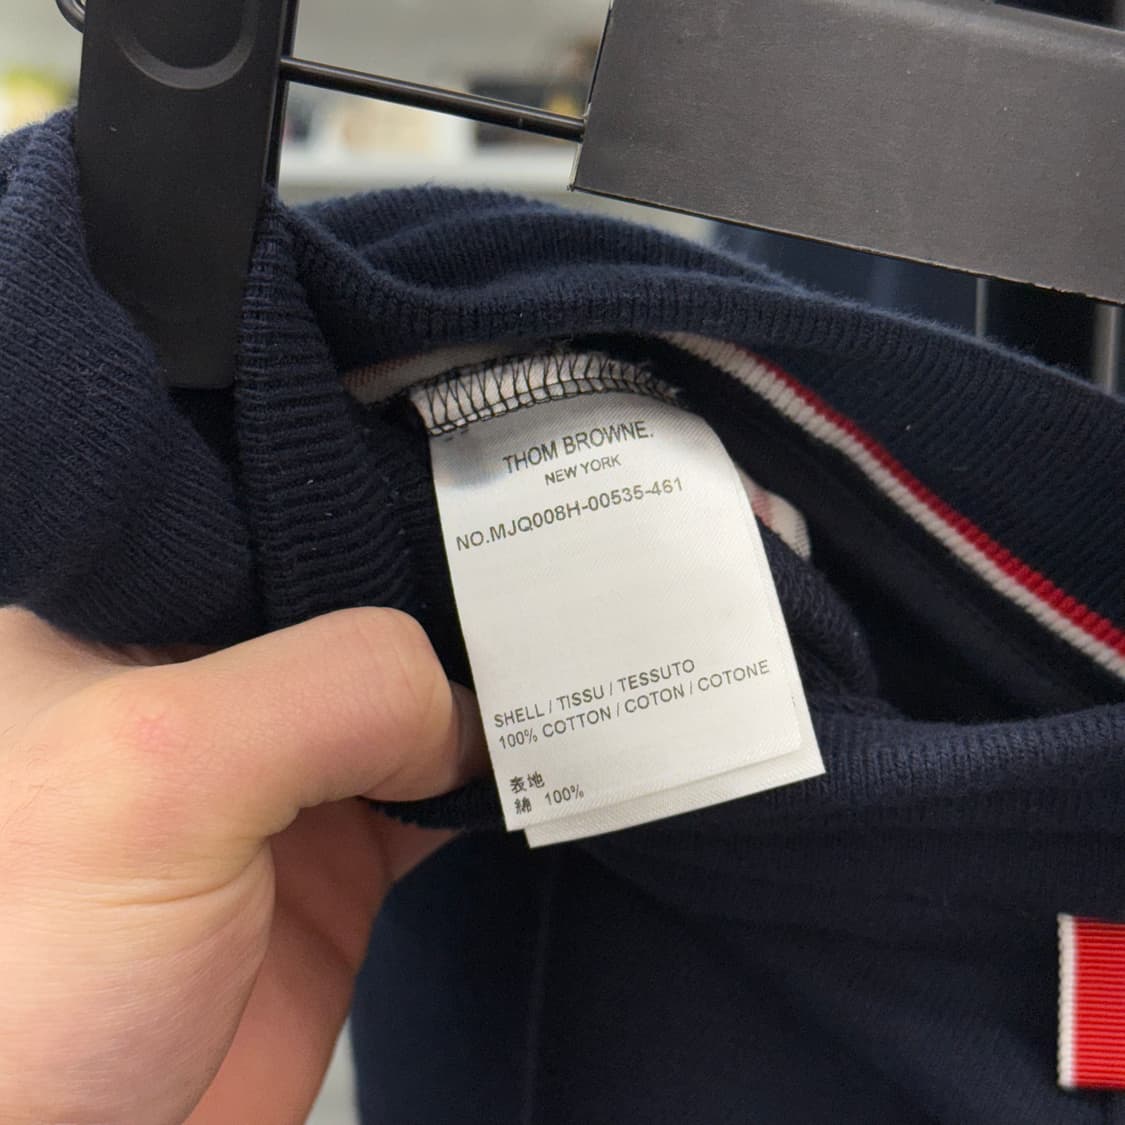 THOM BROWNE.
NEW YORK
NO.MJQ008H-00535-461
SHELL / TISSU / TESSUTO
100% COTTON / COTON / COTONE
表地
綿 100%